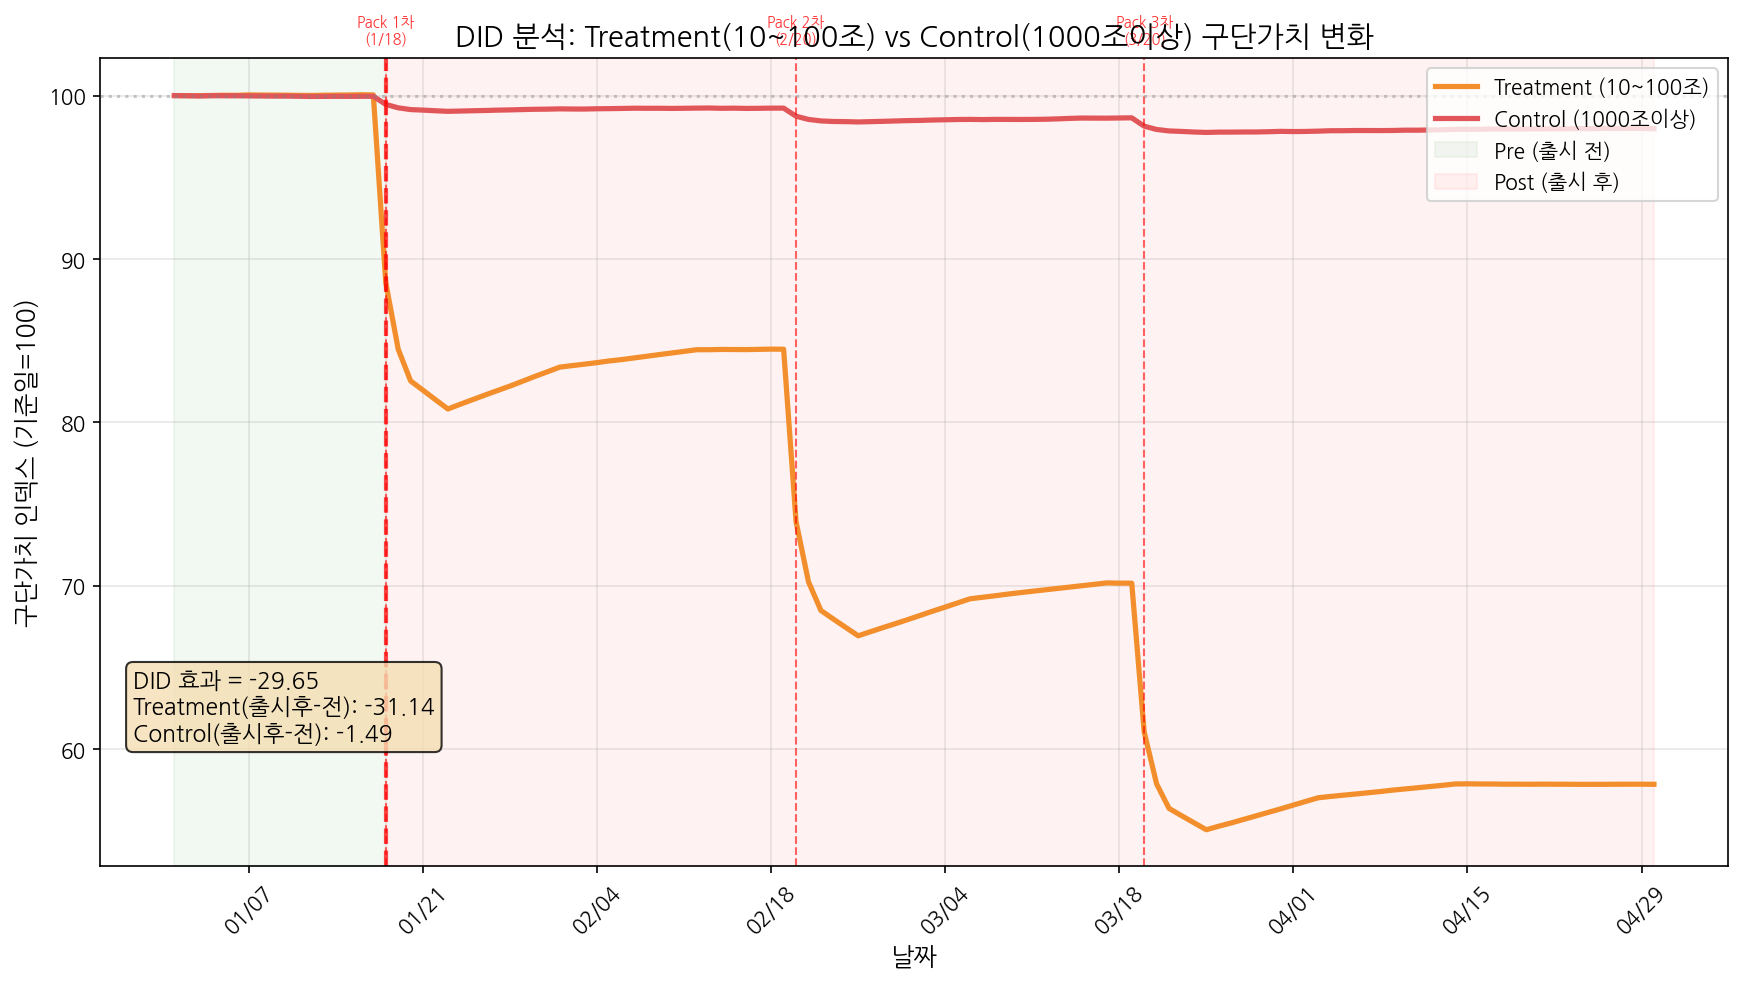 Pack 1차
(1/18)
Pack 2차
(2/20)
Pack 3차
(3/20)
DID 분석: Treatment(10~100조) vs Control(1000조이상) 구단가치 변화
Treatment (10~100조)
Control (1000조이상)
Pre (출시 전)
Post (출시 후)
구단가치 인덱스 (기준일=100)
100
90
80
70
60
DID 효과 = -29.65
Treatment(출시후-전): -31.14
Control(출시후-전): -1.49
01/07
01/21
02/04
02/18
03/04
03/18
04/01
04/15
04/29
날짜